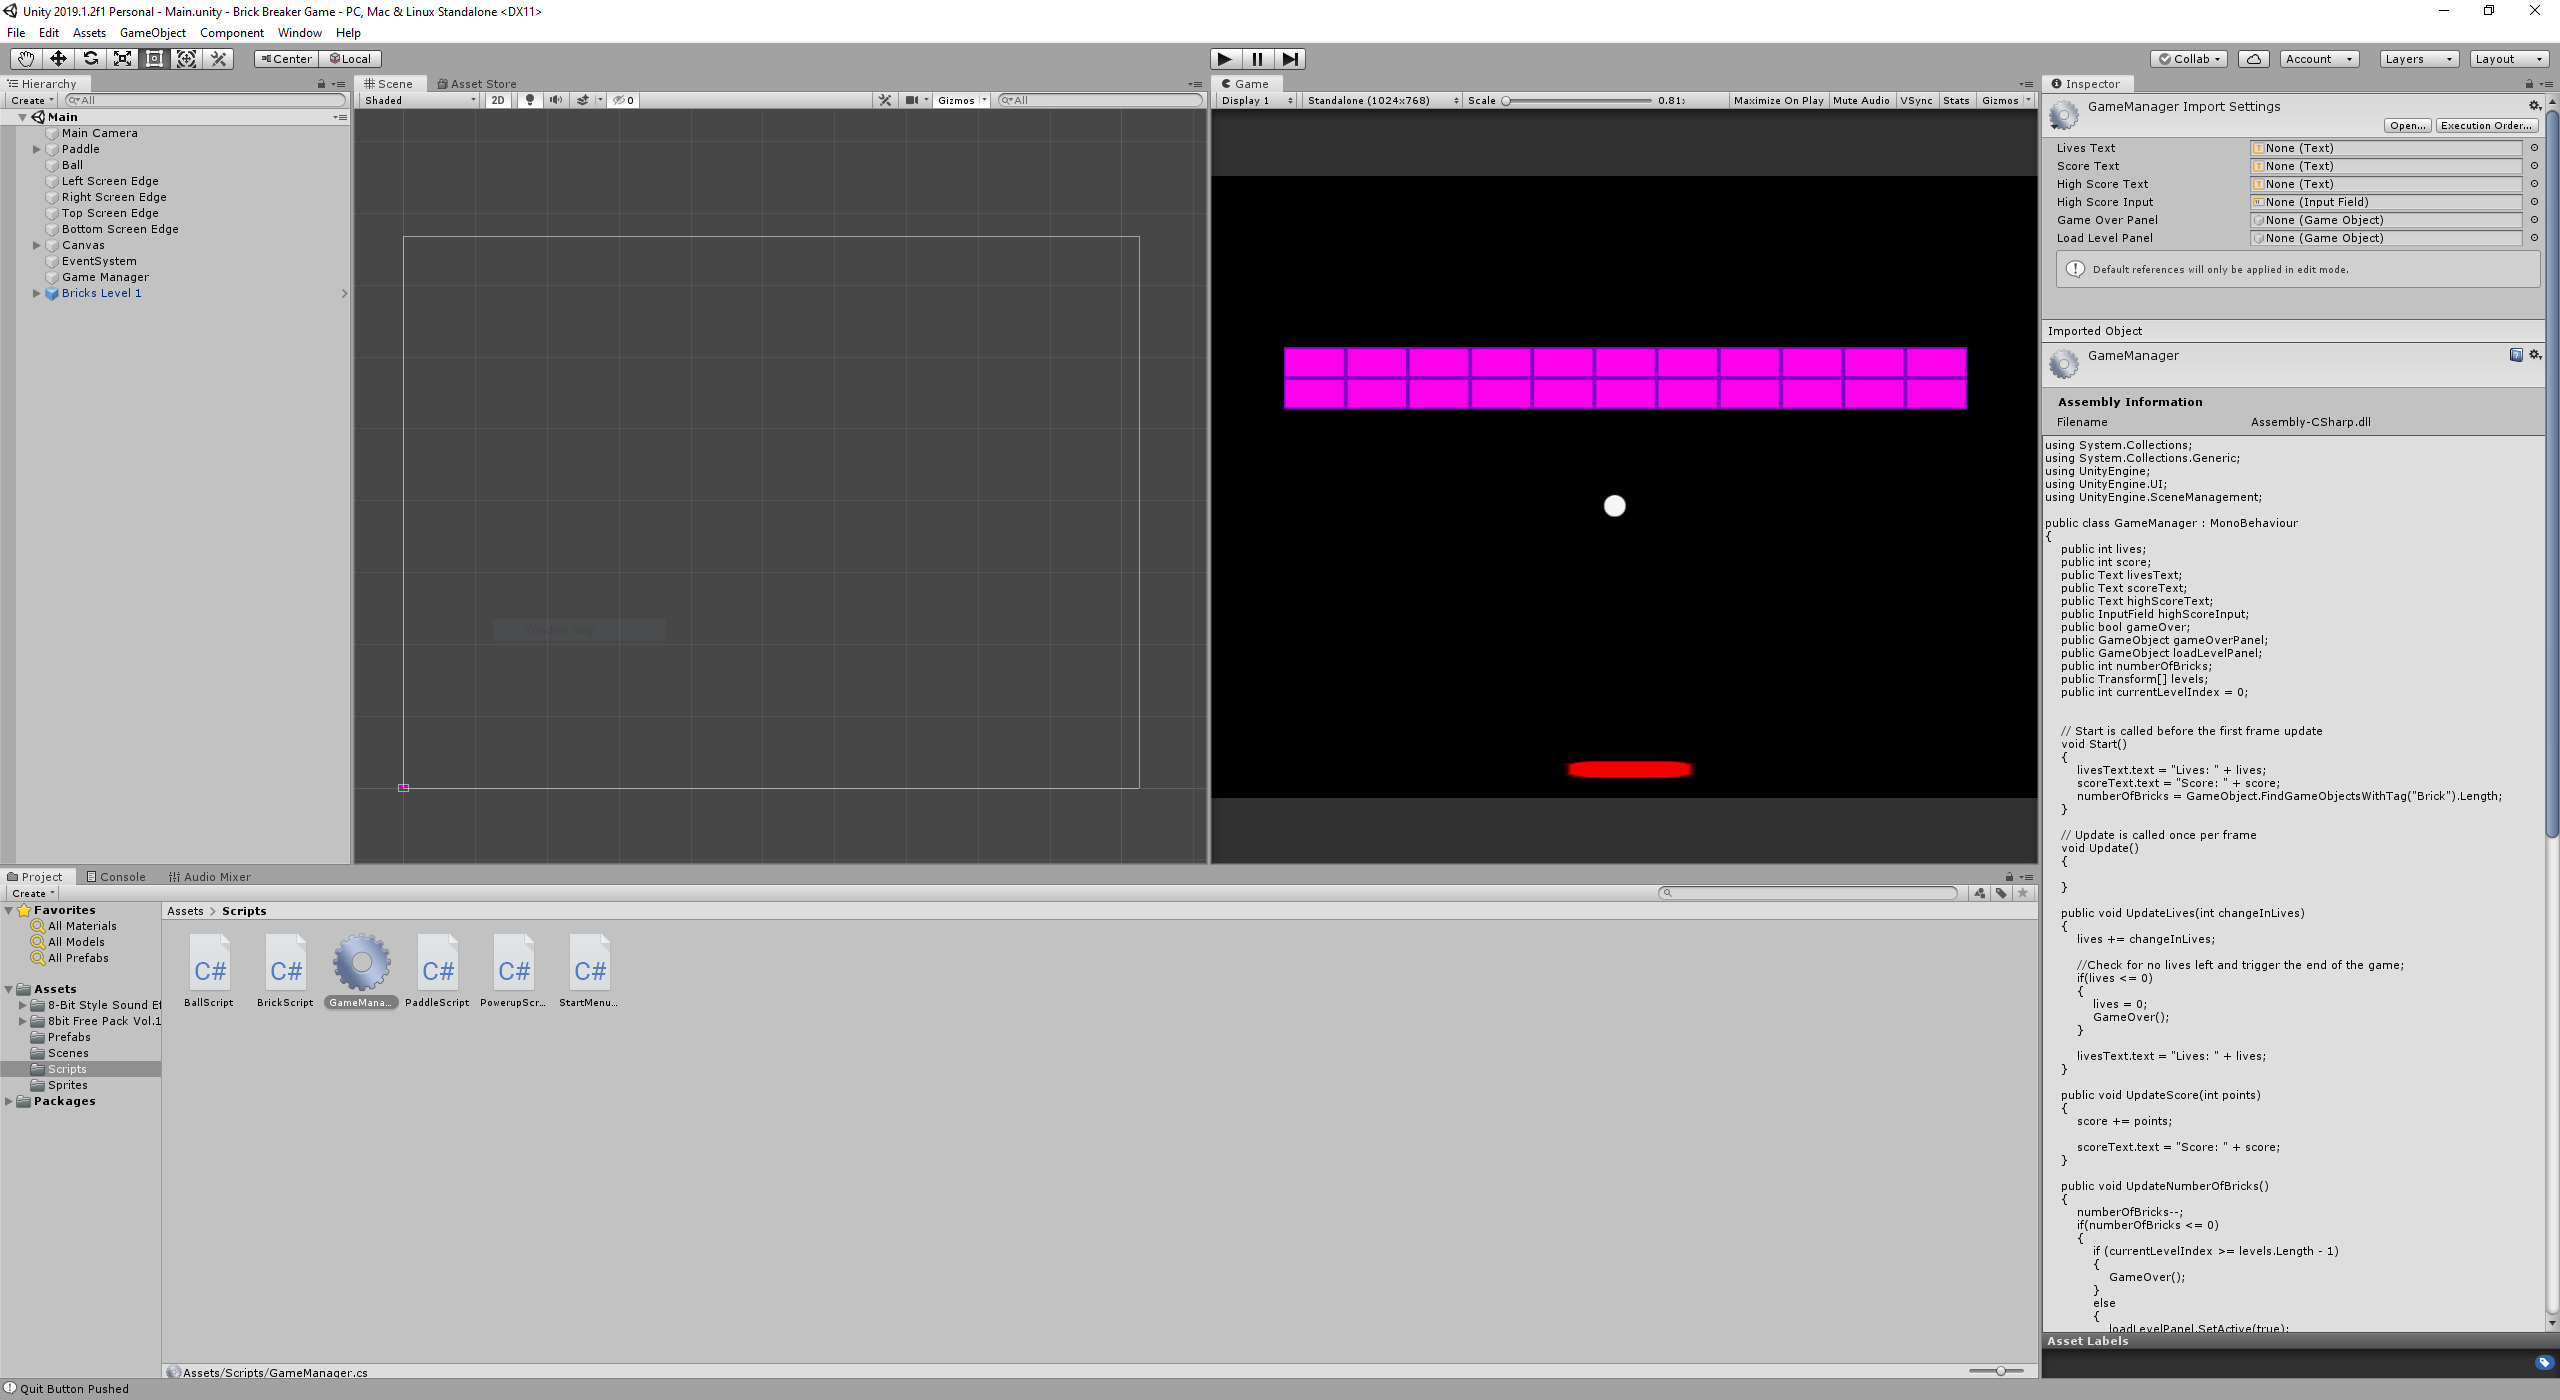 Unity 2019.1.2f1 Personal - Main.unity - Brick Breaker Game - PC, Mac & Linux Standalone <DX11>
File Edit Assets GameObject Component Window Help
Center Local
Collab Account Layers Layout
Hierarchy
Create All
Main
Main Camera
Paddle
Ball
Left Screen Edge
Right Screen Edge
Top Screen Edge
Bottom Screen Edge
Canvas
EventSystem
Game Manager
Bricks Level 1
Scene Asset Store
Shaded 2D 0 Gizmos All
Game
Display 1 Standalone (1024x768) Scale 0.81 Maximize On Play Mute Audio VSync Stats Gizmos
Inspector
GameManager Import Settings
Open... Execution Order...
Lives Text None (Text)
Score Text None (Text)
High Score Text None (Text)
High Score Input None (Input Field)
Game Over Panel None (Game Object)
Load Level Panel None (Game Object)
Default references will only be applied in edit mode.
Imported Object
GameManager
Assembly Information
Filename Assembly-CSharp.dll
using System.Collections;
using System.Collections.Generic;
using UnityEngine;
using UnityEngine.UI;
using UnityEngine.SceneManagement;
public class GameManager : MonoBehaviour
{
public int lives;
public int score;
public Text livesText;
public Text scoreText;
public Text highScoreText;
public InputField highScoreInput;
public bool gameOver;
public GameObject gameOverPanel;
public GameObject loadLevelPanel;
public int numberOfBricks;
public Transform[] levels;
public int currentLevelIndex = 0;
// Start is called before the first frame update
void Start()
{
livesText.text = "Lives: " + lives;
scoreText.text = "Score: " + score;
numberOfBricks = GameObject.FindGameObjectsWithTag("Brick").Length;
}
// Update is called once per frame
void Update()
{
}
public void UpdateLives(int changeInLives)
{
lives += changeInLives;
//Check for no lives left and trigger the end of the game;
if(lives <= 0)
{
lives = 0;
GameOver();
}
livesText.text = "Lives: " + lives;
}
public void UpdateScore(int points)
{
score += points;
scoreText.text = "Score: " + score;
}
public void UpdateNumberOfBricks()
{
numberOfBricks--;
if(numberOfBricks <= 0)
{
if (currentLevelIndex >= levels.Length - 1)
{
GameOver();
}
else
{
loadLevelPanel.SetActive(true);
Asset Labels
Project Console Audio Mixer
Create
Favorites
All Materials
All Models
All Prefabs
Assets
8-Bit Style Sound Ef
8bit Free Pack Vol.1
Prefabs
Scenes
Scripts
Sprites
Packages
Assets > Scripts
C# C# C# C# C#
BallScript BrickScript GameMana... PaddleScript PowerupScr... StartMenu...
Assets/Scripts/GameManager.cs
Quit Button Pushed